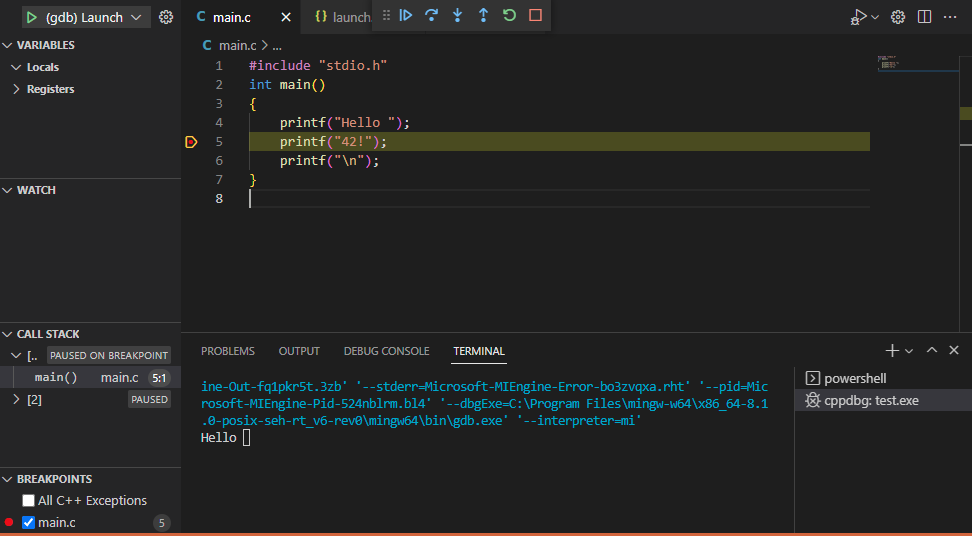 (gdb) Launch
VARIABLES
Locals
Registers
WATCH
CALL STACK
[.. PAUSED ON BREAKPOINT
main() main.c 5:1
[2] PAUSED
BREAKPOINTS
All C++ Exceptions
main.c 5
C main.c {} launch.
C main.c > ...
1 #include "stdio.h"
2 int main()
3 {
4 printf("Hello ");
5 printf("42!");
6 printf("\n");
7 }
8
PROBLEMS OUTPUT DEBUG CONSOLE TERMINAL
ine-Out-fq1pkr5t.3zb' '--stderr=Microsoft-MIEngine-Error-bo3zvqxa.rht' '--pid=Mic
rosoft-MIEngine-Pid-524nblrm.bl4' '--dbgExe=C:\Program Files\mingw-w64\x86_64-8.1
.0-posix-seh-rt_v6-rev0\mingw64\bin\gdb.exe' '--interpreter=mi'
Hello
powershell
cppdbg: test.exe